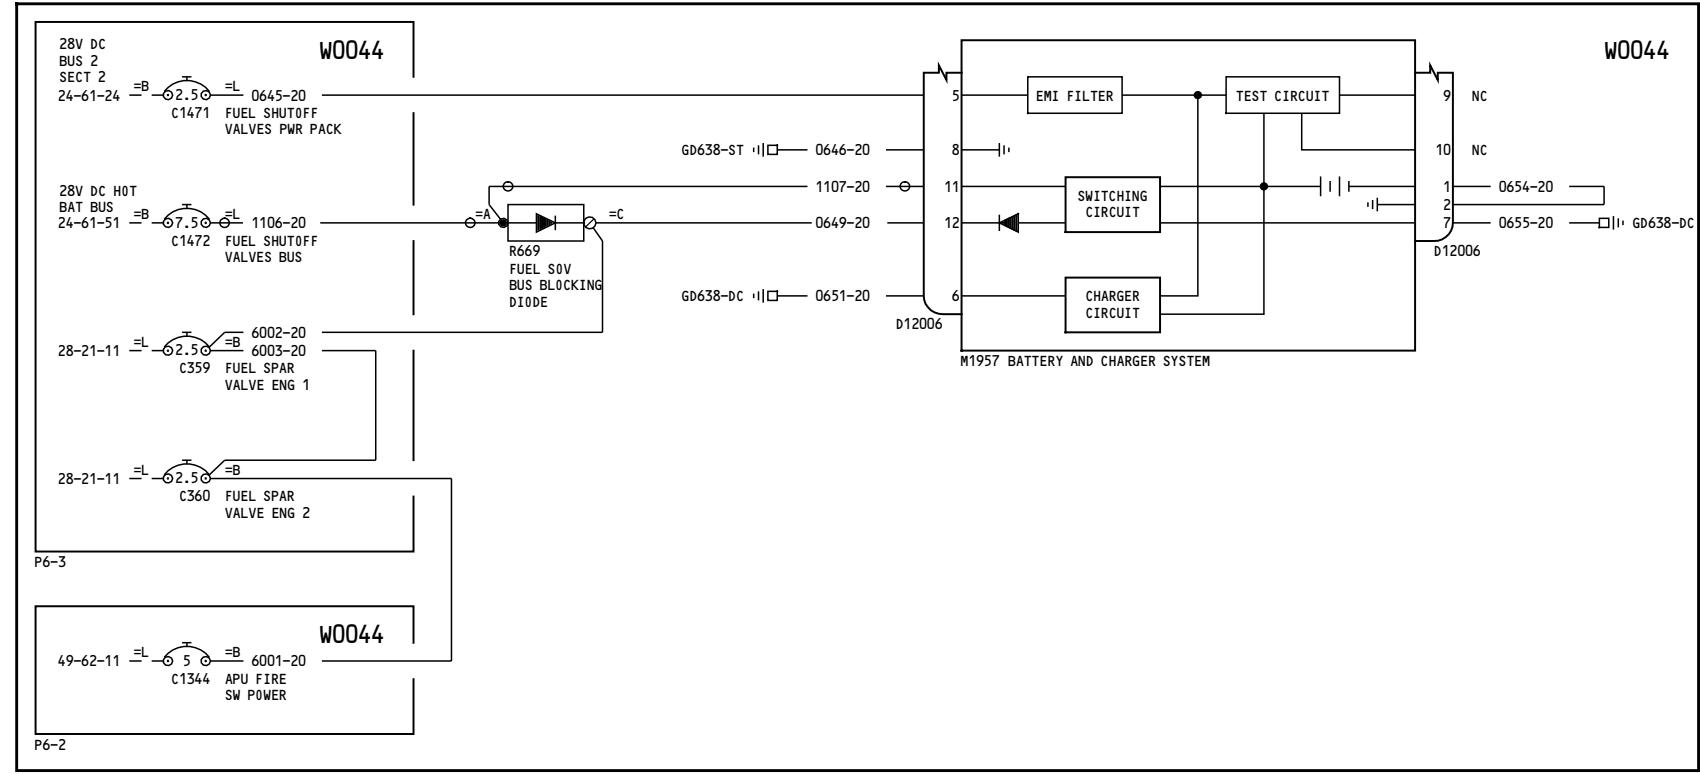 W0044
28V DC
BUS 2
SECT 2
24-61-24 =B 2.5 =L 0645-20
C1471 FUEL SHUTOFF
VALVES PWR PACK
28V DC HOT
BAT BUS
24-61-51 =B 7.5 =L 1106-20
C1472 FUEL SHUTOFF
VALVES BUS
6002-20
28-21-11 =L 2.5 =B 6003-20
C359 FUEL SPAR
VALVE ENG 1
28-21-11 =L 2.5 =B
C360 FUEL SPAR
VALVE ENG 2
P6-3
W0044
49-62-11 =L 5 =B 6001-20
C1344 APU FIRE
SW POWER
P6-2
=A =C
R669
FUEL SOV
BUS BLOCKING
DIODE
GD638-ST 0646-20
1107-20
0649-20
GD638-DC 0651-20
5
8
11
12
6
D12006
EMI FILTER
TEST CIRCUIT
SWITCHING
CIRCUIT
CHARGER
CIRCUIT
M1957 BATTERY AND CHARGER SYSTEM
W0044
9 NC
10 NC
1 0654-20
2
7 0655-20 GD638-DC
D12006